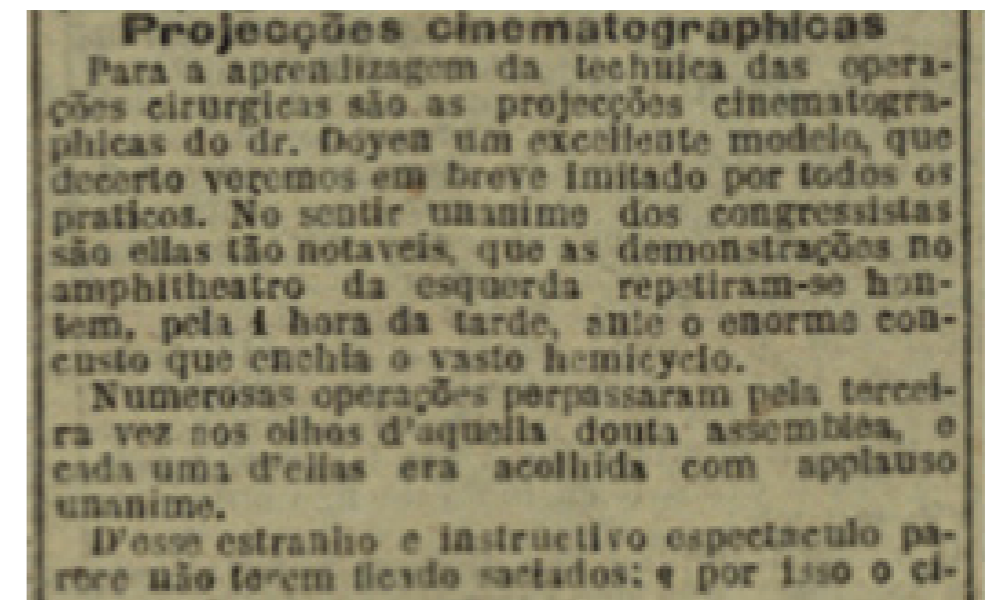 Projecções cinematographicas
Para a aprendizagem da technica das opera-
ções cirurgicas são as projecções cinematogra-
phicas do dr. Doyen um excellente modelo, que
decerto veremos em breve imitado por todos os
praticos. No sentir unanime dos congressistas
são ellas tão notaveis, que as demonstrações no
amphitheatro da esquerda repetiram-se hon-
tem, pela 1 hora da tarde, ante o enorme con-
custo que enchia o vasto hemicyclo.
Numerosas operações perpassaram pela tercei-
ra vez aos olhos d'aquella douta assembléa, e
cada uma d'ellas era acolhida com applauso
unanime.
D'esse estranho e instructivo espectaculo pa-
rece não terem ficado saciados: e por isso o ci-